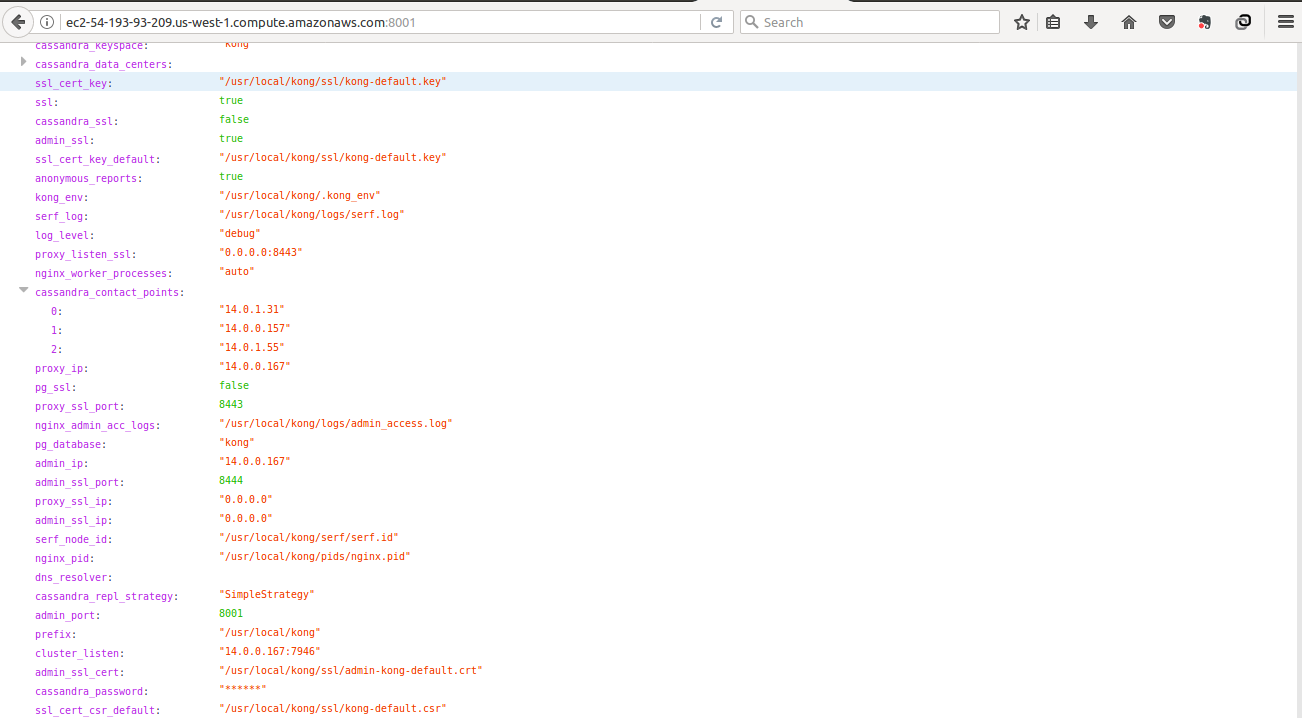 ec2-54-193-93-209.us-west-1.compute.amazonaws.com:8001
Search
cassandra_keyspace: "kong"
cassandra_data_centers:
ssl_cert_key: "/usr/local/kong/ssl/kong-default.key"
ssl: true
cassandra_ssl: false
admin_ssl: true
ssl_cert_key_default: "/usr/local/kong/ssl/kong-default.key"
anonymous_reports: true
kong_env: "/usr/local/kong/.kong_env"
serf_log: "/usr/local/kong/logs/serf.log"
log_level: "debug"
proxy_listen_ssl: "0.0.0.0:8443"
nginx_worker_processes: "auto"
cassandra_contact_points:
0: "14.0.1.31"
1: "14.0.0.157"
2: "14.0.1.55"
proxy_ip: "14.0.0.167"
pg_ssl: false
proxy_ssl_port: 8443
nginx_admin_acc_logs: "/usr/local/kong/logs/admin_access.log"
pg_database: "kong"
admin_ip: "14.0.0.167"
admin_ssl_port: 8444
proxy_ssl_ip: "0.0.0.0"
admin_ssl_ip: "0.0.0.0"
serf_node_id: "/usr/local/kong/serf/serf.id"
nginx_pid: "/usr/local/kong/pids/nginx.pid"
dns_resolver:
cassandra_repl_strategy: "SimpleStrategy"
admin_port: 8001
prefix: "/usr/local/kong"
cluster_listen: "14.0.0.167:7946"
admin_ssl_cert: "/usr/local/kong/ssl/admin-kong-default.crt"
cassandra_password: "******"
ssl_cert_csr_default: "/usr/local/kong/ssl/kong-default.csr"